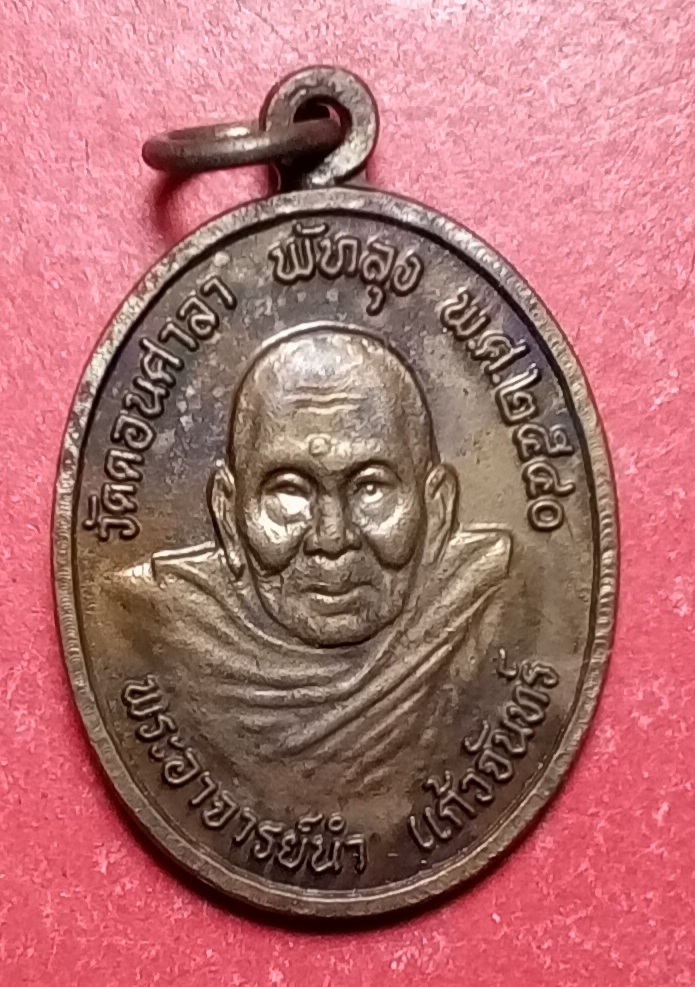 วัดดอนศาลา พัทลุง พ.ศ.๒๕๔๐
พระอาจารย์นำ แก้วจันทร์